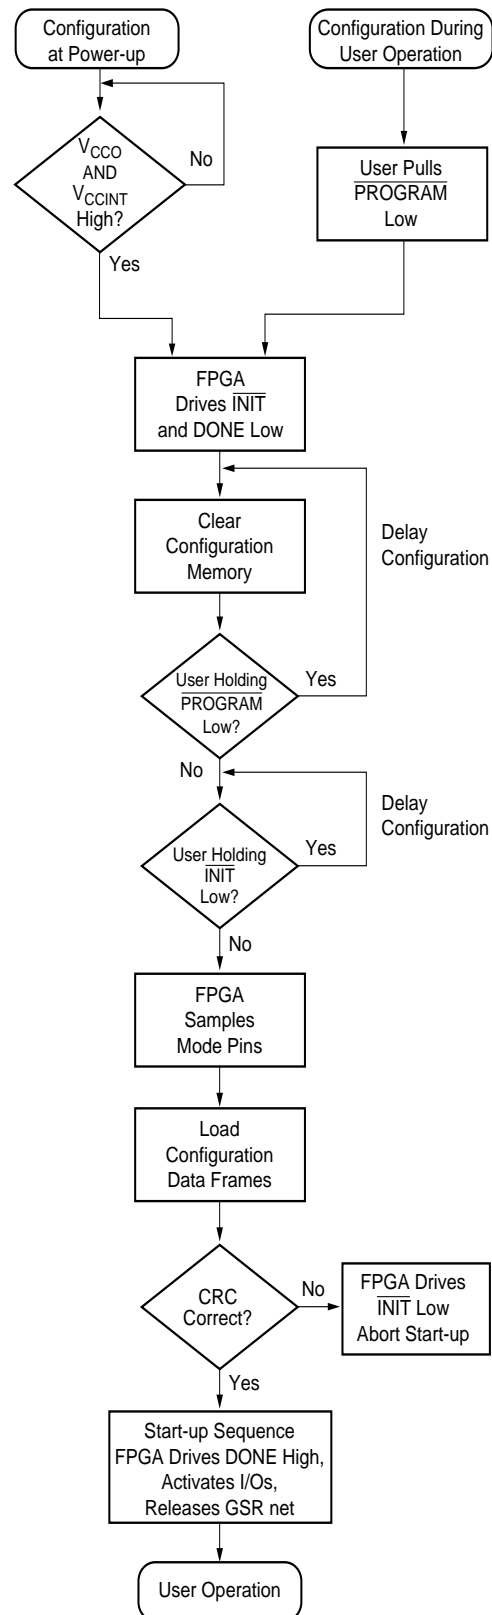 Configuration
at Power-up
Configuration During
User Operation
VCCO
AND
VCCINT
High?
No
Yes
User Pulls
PROGRAM
Low
FPGA
Drives INIT
and DONE Low
Clear
Configuration
Memory
Delay
Configuration
User Holding
PROGRAM
Low?
Yes
No
Delay
Configuration
User Holding
INIT
Low?
Yes
No
FPGA
Samples
Mode Pins
Load
Configuration
Data Frames
CRC
Correct?
No
FPGA Drives
INIT Low
Abort Start-up
Yes
Start-up Sequence
FPGA Drives DONE High,
Activates I/Os,
Releases GSR net
User Operation